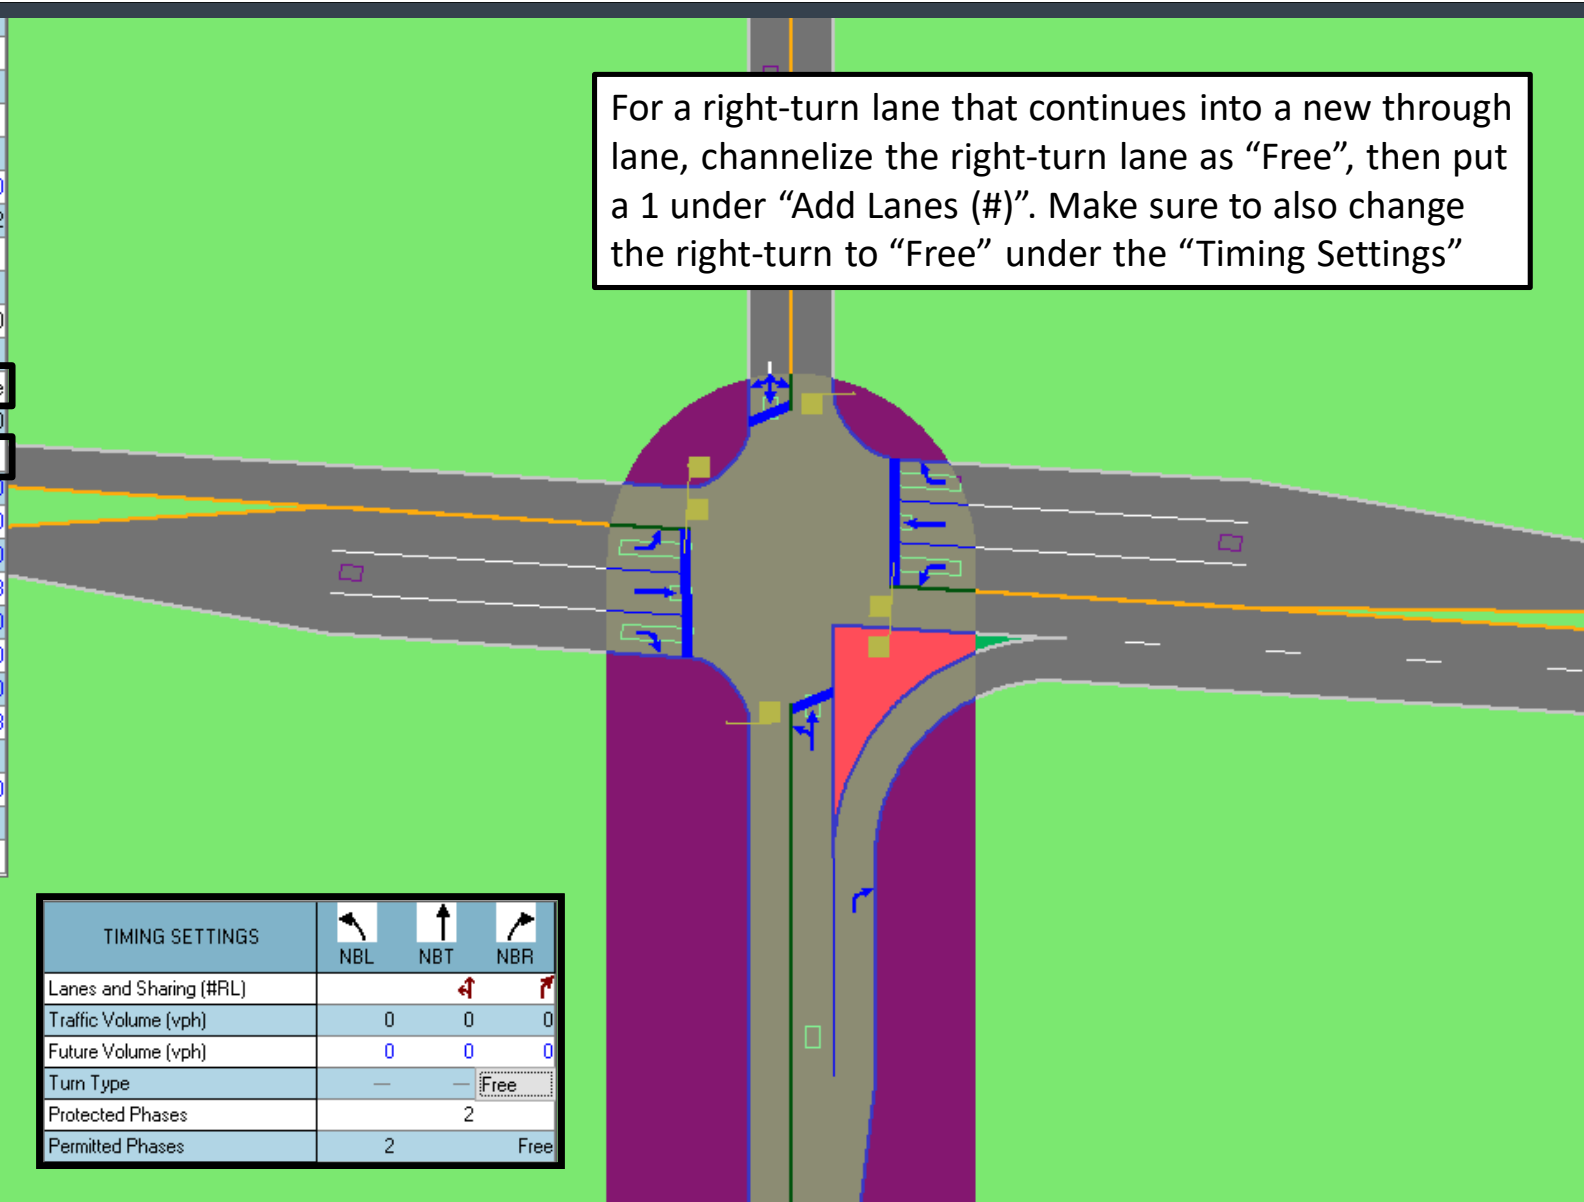 For a right-turn lane that continues into a new through
lane, channelize the right-turn lane as “Free”, then put
a 1 under “Add Lanes (#)”. Make sure to also change
the right-turn to “Free” under the “Timing Settings”
TIMING SETTINGS NBL NBT NBR
Lanes and Sharing (#RL)
Traffic Volume (vph) 0 0 0
Future Volume (vph) 0 0 0
Turn Type — — Free
Protected Phases 2
Permitted Phases 2 Free